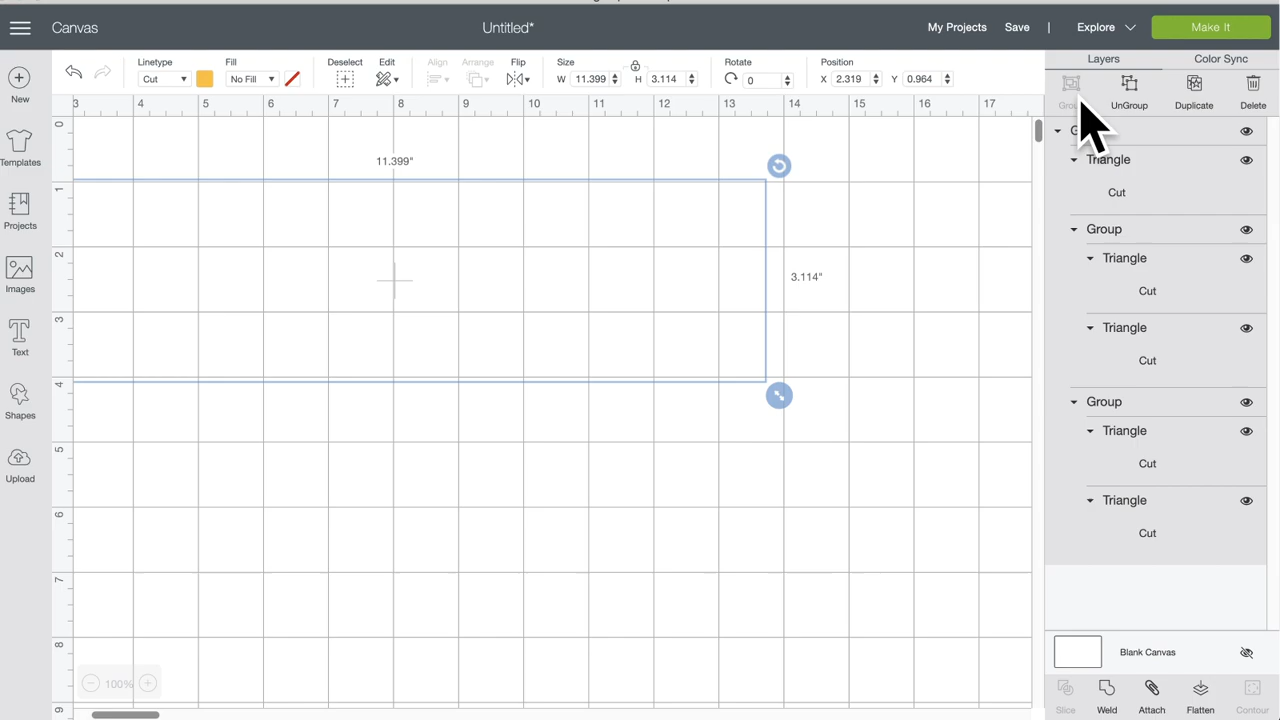 Canvas
Untitled*
My Projects Save | Explore Make It
Linetype Fill Deselect Edit Align Arrange Flip Size Rotate Position
Cut No Fill W 11.399 H 3.114 0 X 2.319 Y 0.964
Layers Color Sync
UnGroup Duplicate Delete
New
Templates
Projects
Images
Text
Shapes
Upload
3 4 5 6 7 8 9 10 11 12 13 14 15 16 17
0
1
2
3
4
5
6
7
8
9
11.399"
3.114"
Triangle
Cut
Group
Triangle
Cut
Triangle
Cut
Group
Triangle
Cut
Triangle
Cut
Blank Canvas
100%
Slice Weld Attach Flatten Contour